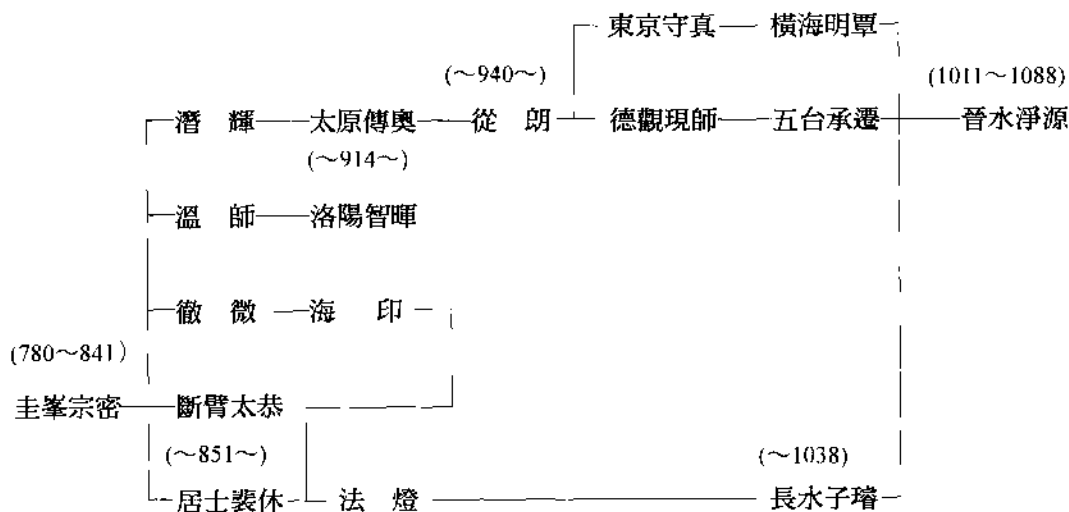 東京守真 橫海明覃
(～940～) (1011～1088)
潛輝 太原傳奧 從朗 德觀現師 五台承遷 晉水淨源
(～914～)
溫師 洛陽智暉
徹微 海印
(780～841)
圭峯宗密 斷臂太恭
(～851～) (～1038)
居士裴休 法燈 長水子璿